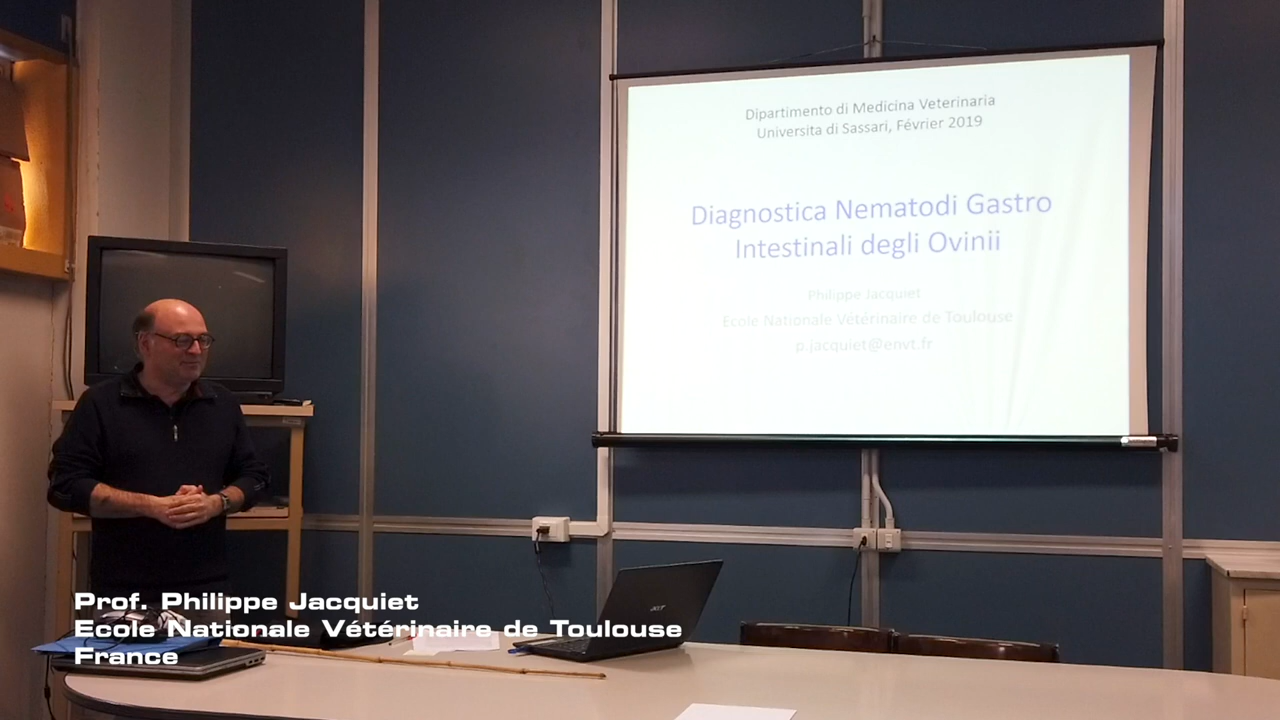 Dipartimento di Medicina Veterinaria
Universita di Sassari, Février 2019
Diagnostica Nematodi Gastro
Intestinali degli Ovinii
Philippe Jacquiet
Ecole Nationale Vétérinaire de Toulouse
p.jacquiet@envt.fr
acer
Prof. Philippe Jacquiet
Ecole Nationale Vétérinaire de Toulouse
France